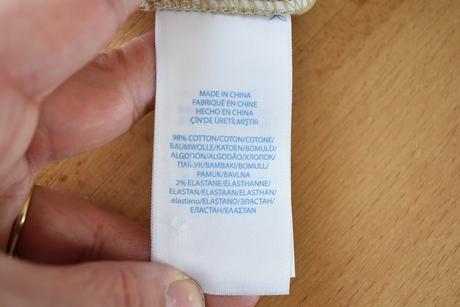 MADE IN CHINA
FABRIQUÉ EN CHINE
HECHO EN CHINA
ÇİN'DE ÜRETİLMİŞTİR
98% COTTON/COTON/COTONE/
BAUMWOLLE/KATOEN/BOMULD/
ALGODÓN/ALGODÃO/ХЛОПОК/
ПАМУК/BAMBAKI/BOMULL/
PAMUK/BAVLNA
2% ELASTANE/ÉLASTHANNE/
ELASTAN/ELASTAAN/ELASTHAN/
elastano/ELASTANO/ЭЛАСТАН/
ЕЛАСТАН/ΕΛΑΣΤΑΝ